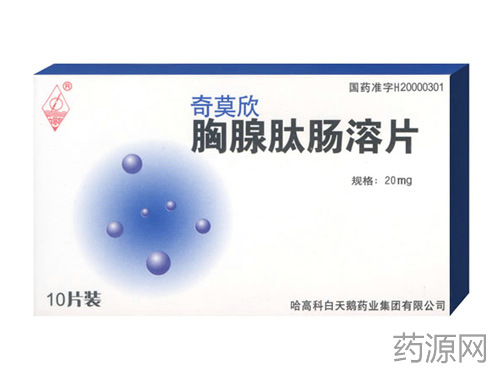 ®
国药准字H20000301
奇莫欣
胸腺肽肠溶片
规格：20mg
10片装
哈高科白天鹅药业集团有限公司
药源网